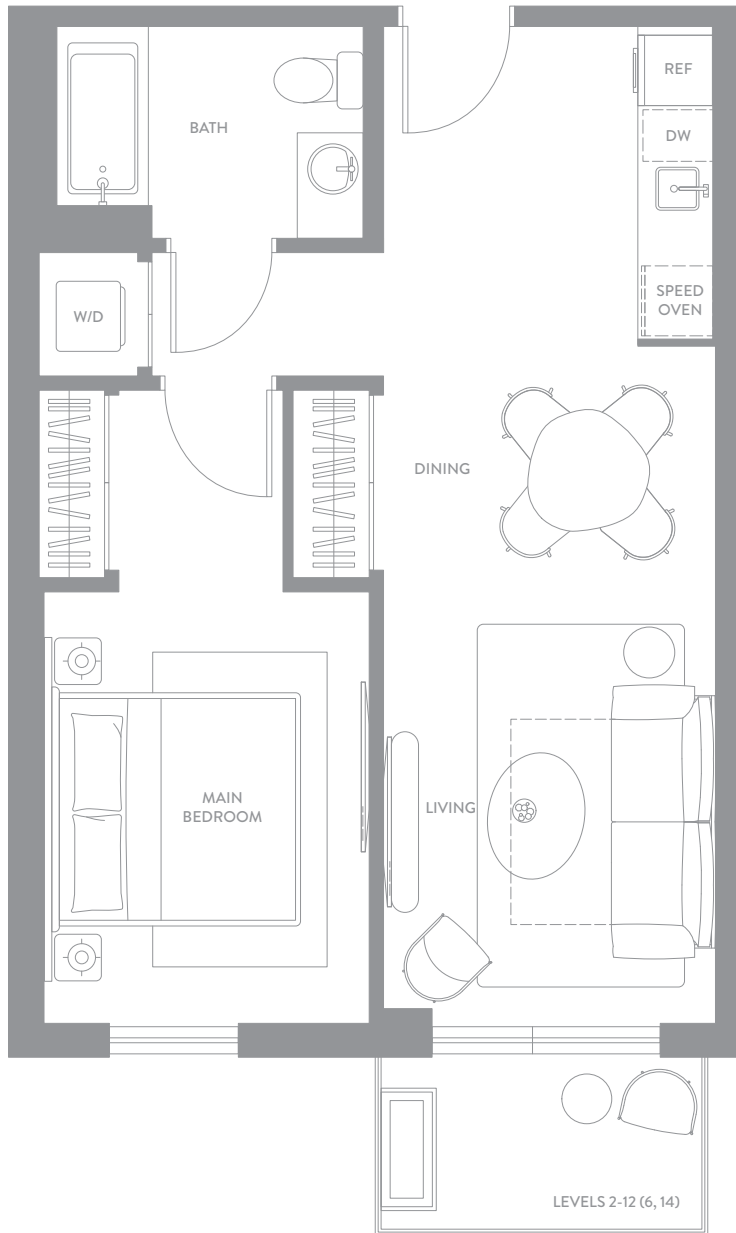 REF
BATH
DW
W/D
SPEED
OVEN
DINING
MAIN
BEDROOM
LIVING
LEVELS 2-12 (6, 14)